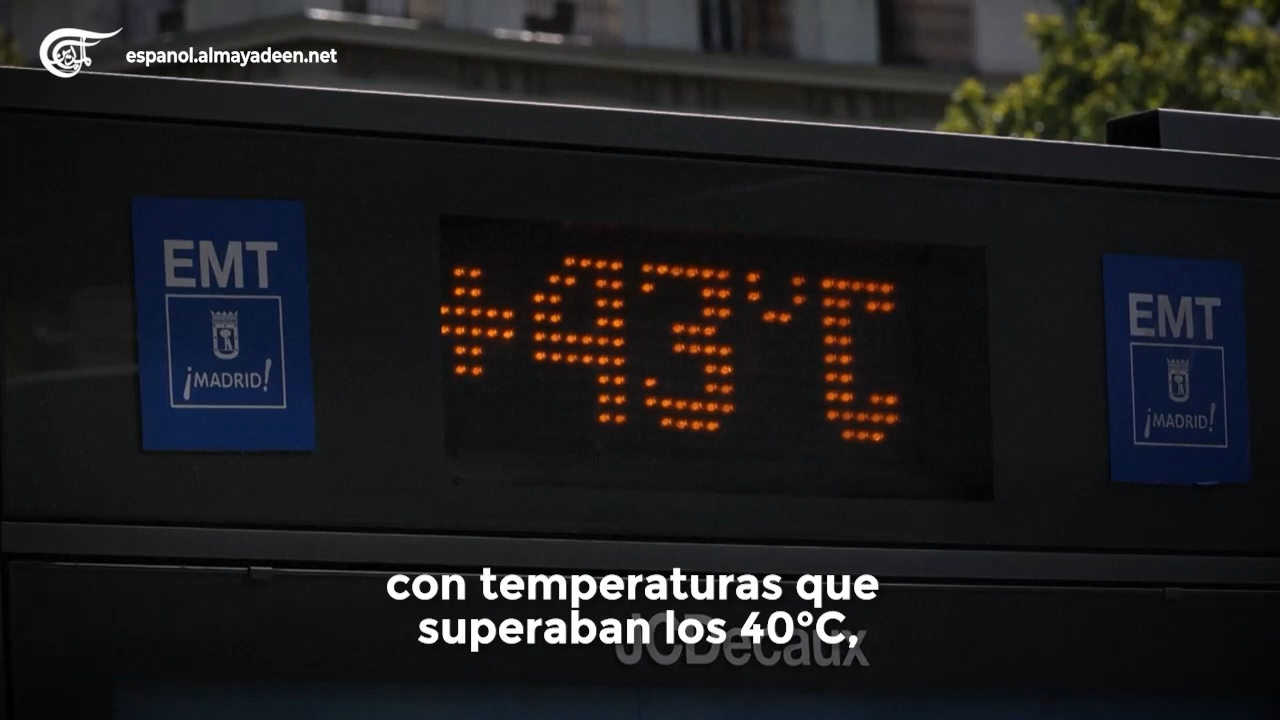 espanol.almayadeen.net
EMT
¡MADRID!
+43°C
EMT
¡MADRID!
con temperaturas que
superaban los 40°C,
JCDecaux